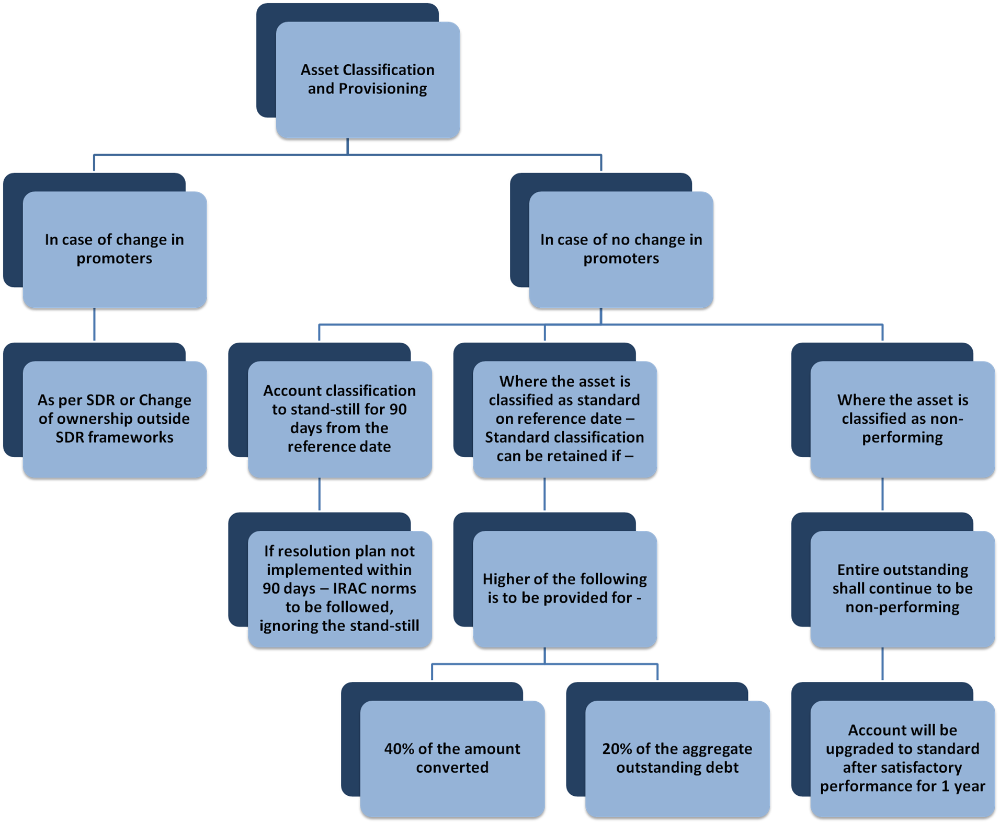 Asset Classification
and Provisioning
In case of change in
promoters
In case of no change in
promoters
As per SDR or Change
of ownership outside
SDR frameworks
Account classification
to stand-still for 90
days from the
reference date
Where the asset is
classified as standard
on reference date –
Standard classification
can be retained if –
Where the asset is
classified as non-
performing
If resolution plan not
implemented within
90 days – IRAC norms
to be followed,
ignoring the stand-still
Higher of the following
is to be provided for -
Entire outstanding
shall continue to be
non-performing
40% of the amount
converted
20% of the aggregate
outstanding debt
Account will be
upgraded to standard
after satisfactory
performance for 1 year